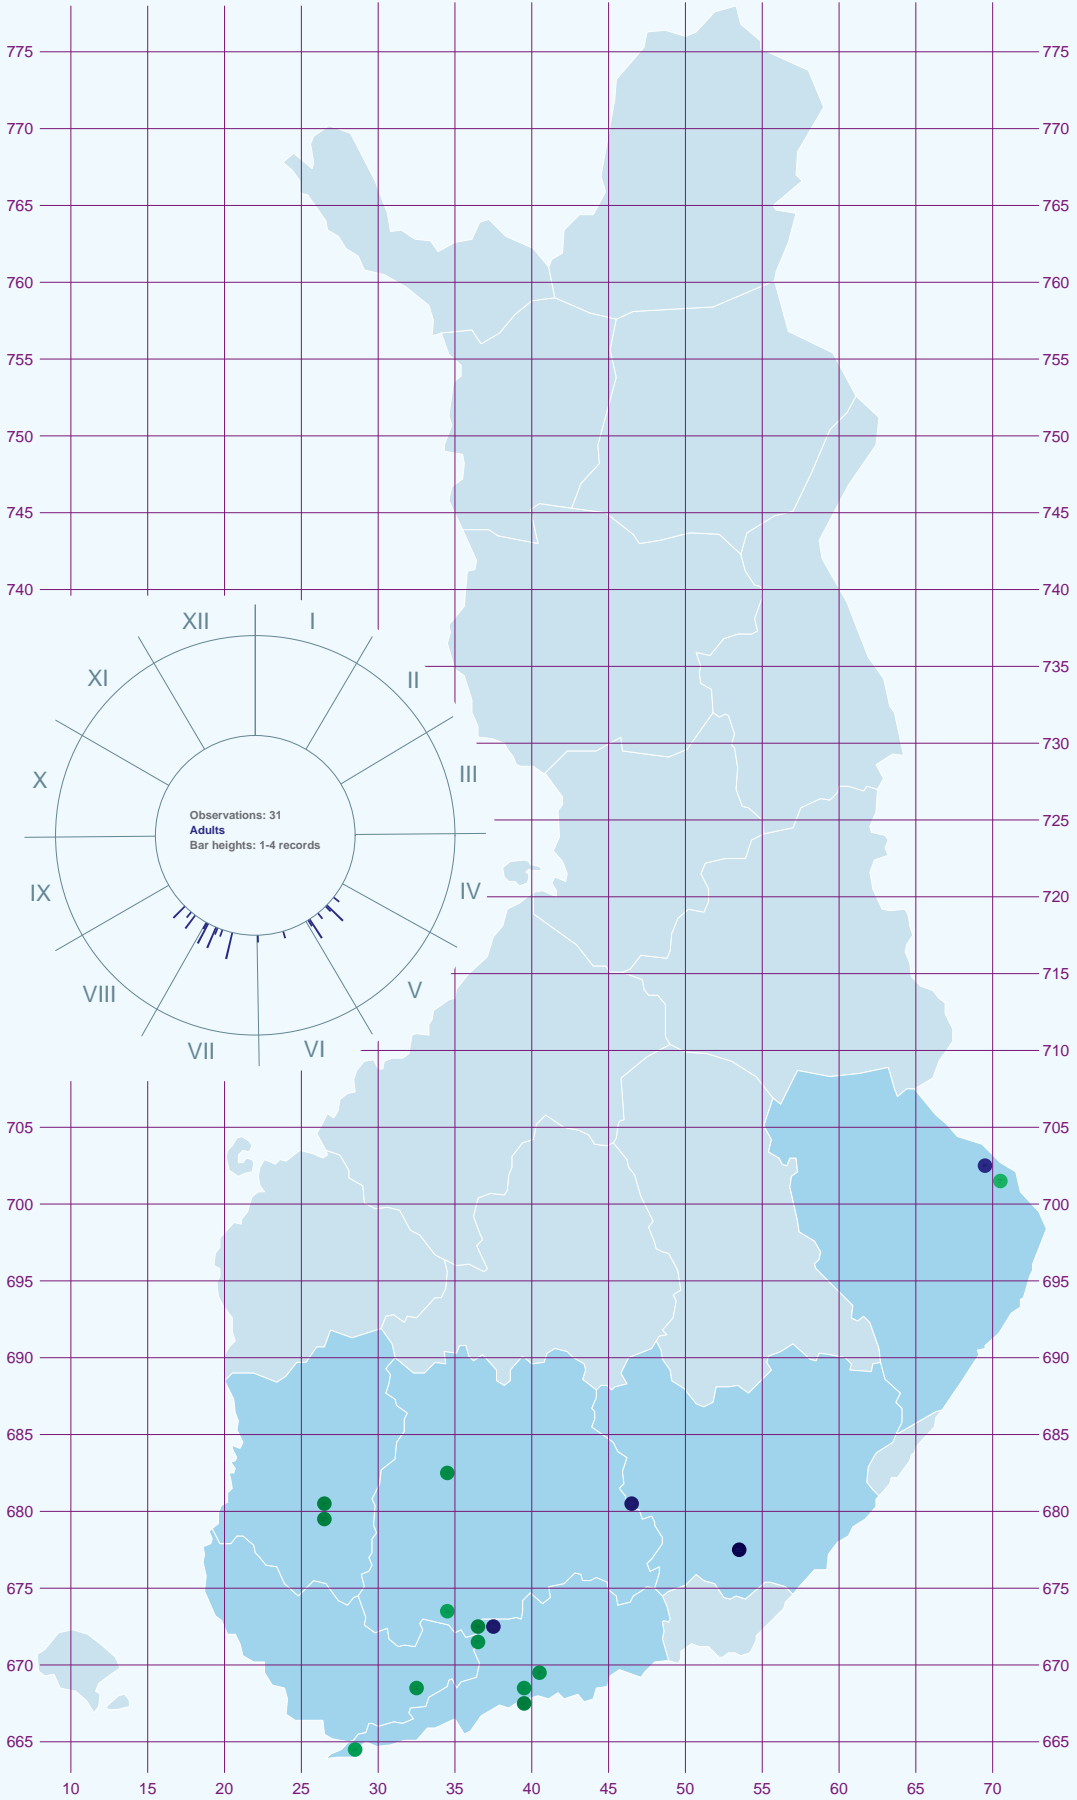 775 775
770 770
765 765
760 760
755 755
750 750
745 745
740 740
XII I
735
XI II
730
X III
Observations: 31
Adults
Bar heights: 1-4 records
725
IX IV
720
VIII V
715
VII VI
710
705 705
700 700
695 695
690 690
685 685
680 680
675 675
670 670
665 665
10 15 20 25 30 35 40 45 50 55 60 65 70